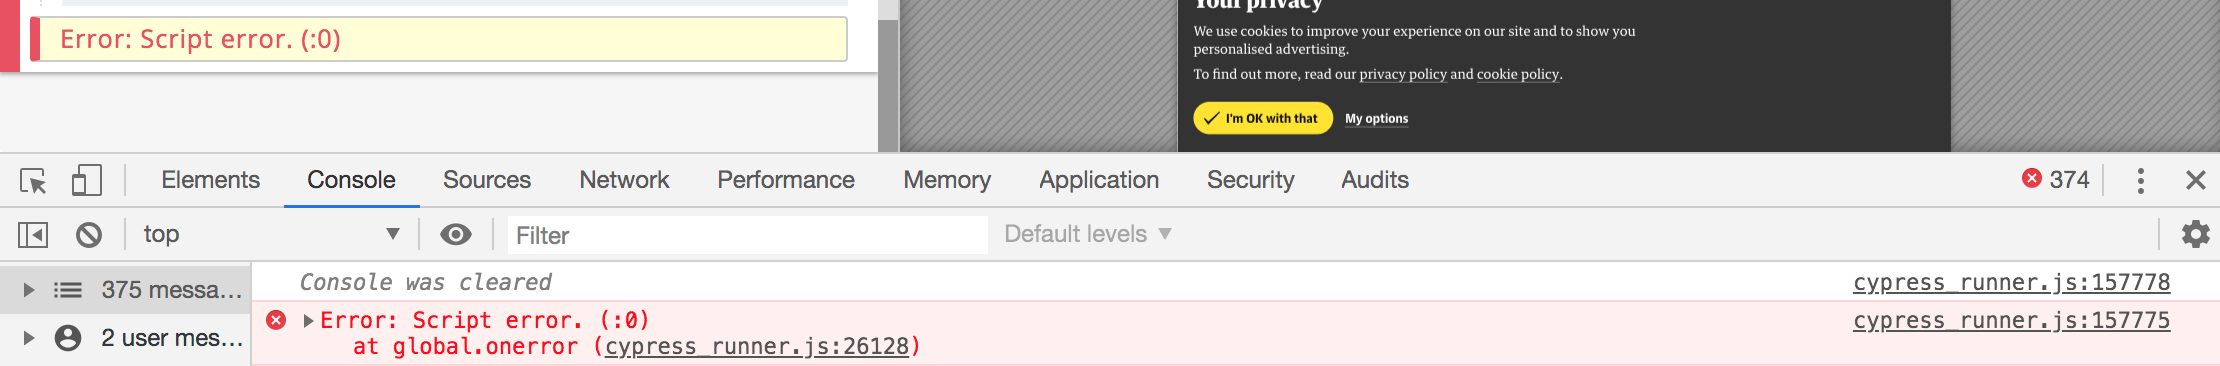 Error: Script error. (:0)
Your privacy
We use cookies to improve your experience on our site and to show you
personalised advertising.
To find out more, read our privacy policy and cookie policy.
I'm OK with that My options
Elements Console Sources Network Performance Memory Application Security Audits 374
top Filter Default levels
375 messa…
2 user mes…
Console was cleared cypress_runner.js:157778
Error: Script error. (:0) cypress_runner.js:157775
at global.onerror (cypress_runner.js:26128)